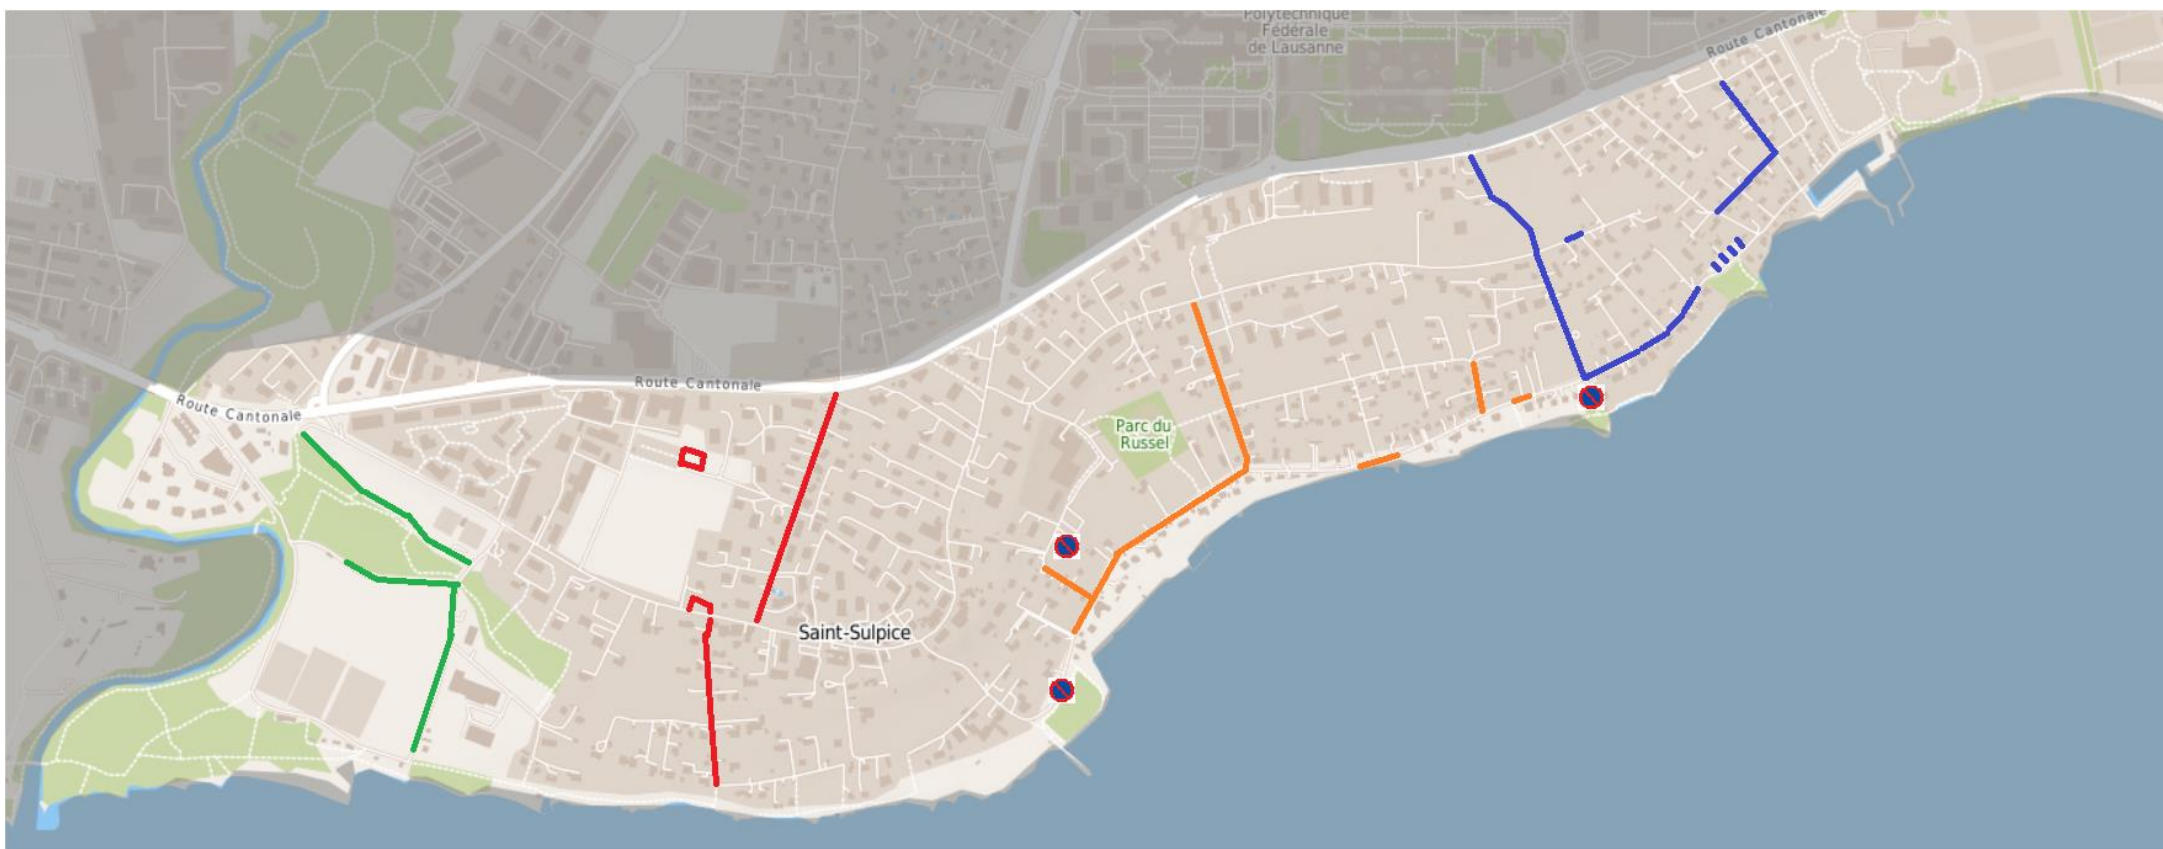 Polytechnique
Fédérale
de Lausanne
Route Cantonale
Route Cantonale
Route Cantonale
Parc du
Russel
Saint-Sulpice